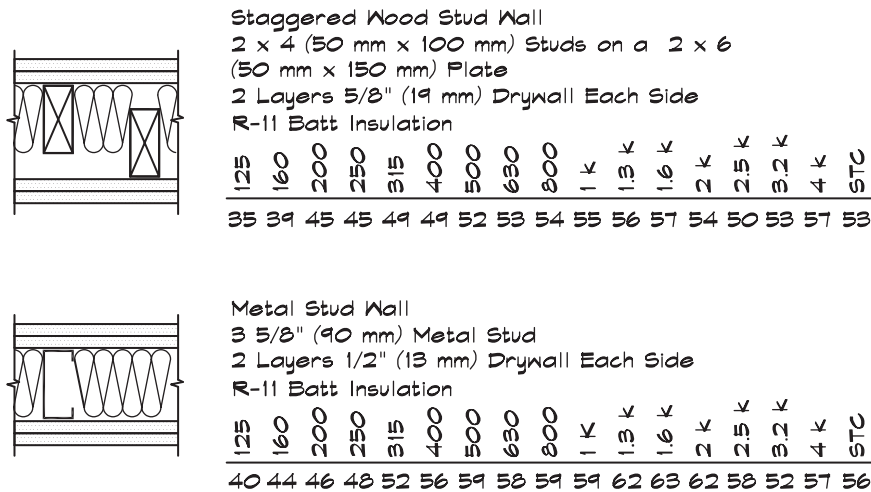 Staggered Wood Stud Wall
2 x 4 (50 mm x 100 mm) Studs on a 2 x 6
(50 mm x 150 mm) Plate
2 Layers 5/8" (19 mm) Drywall Each Side
R-11 Batt Insulation
125 160 200 250 315 400 500 630 800 1 K 1.3 K 1.6 K 2 K 2.5 K 3.2 K 4 K STC
35 39 45 45 49 49 52 53 54 55 56 57 54 50 53 57 53
Metal Stud Wall
3 5/8" (90 mm) Metal Stud
2 Layers 1/2" (13 mm) Drywall Each Side
R-11 Batt Insulation
125 160 200 250 315 400 500 630 800 1 K 1.3 K 1.6 K 2 K 2.5 K 3.2 K 4 K STC
40 44 46 48 52 56 59 58 59 59 62 63 62 58 52 57 56